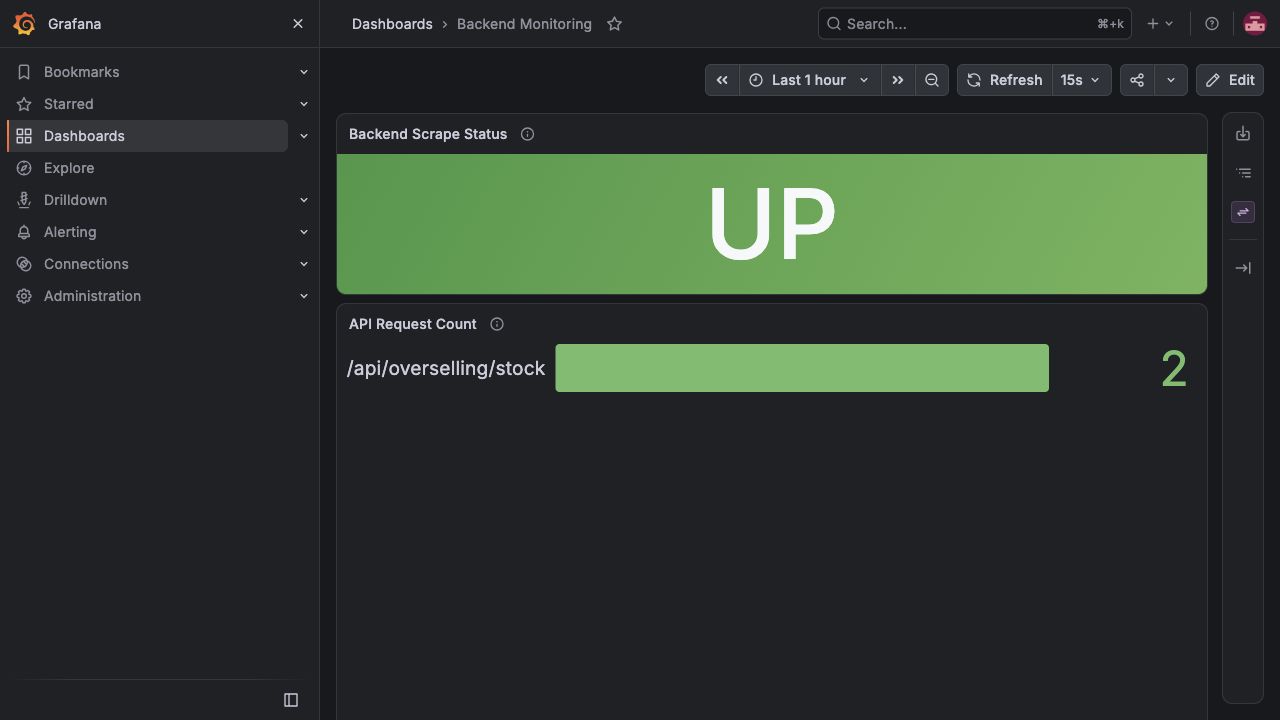 Grafana
Dashboards › Backend Monitoring
Search...
⌘+k
Bookmarks
Starred
Dashboards
Explore
Drilldown
Alerting
Connections
Administration
Last 1 hour
Refresh
15s
Edit
Backend Scrape Status
UP
API Request Count
/api/overselling/stock
2